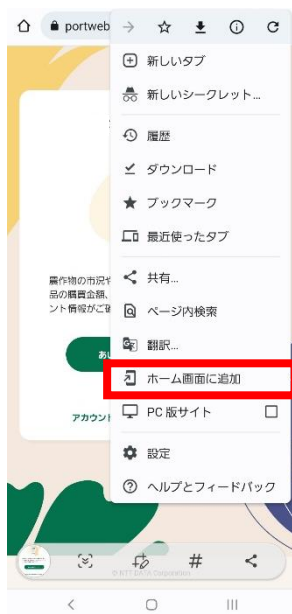 portweb
新しいタブ
新しいシークレット...
履歴
ダウンロード
ブックマーク
最近使ったタブ
共有...
ページ内検索
翻訳...
ホーム画面に追加
PC 版サイト
設定
ヘルプとフィードバック
農作物の市況や
品の購買金額、
ント情報がご確
あい
アカウント